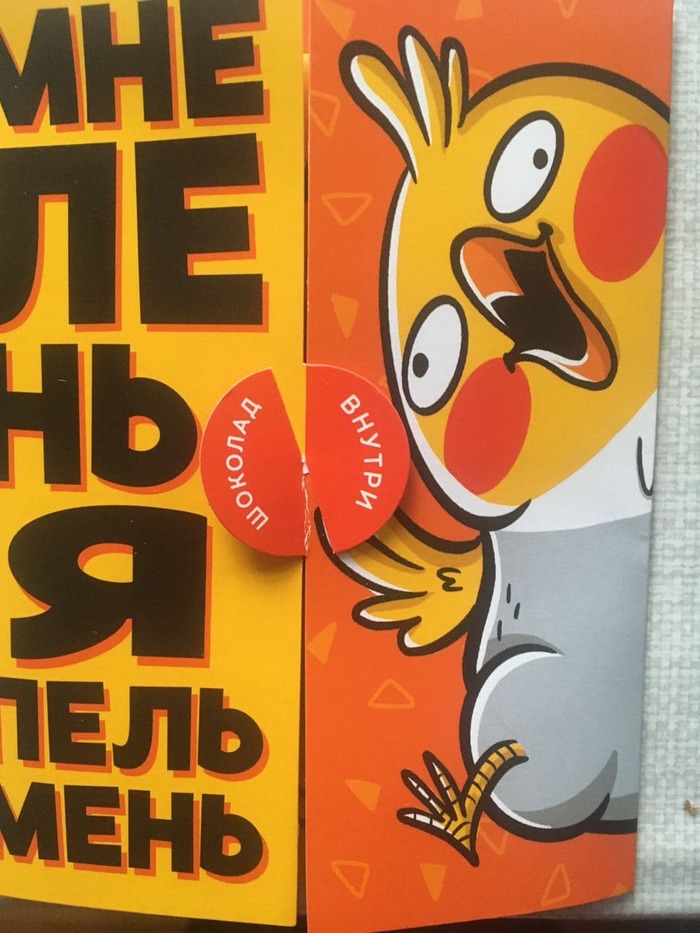 МНЕ
ЛЕ
НЬ
Я
ПЕЛЬ
МЕНЬ
ШОКОЛАД
ВНУТРИ